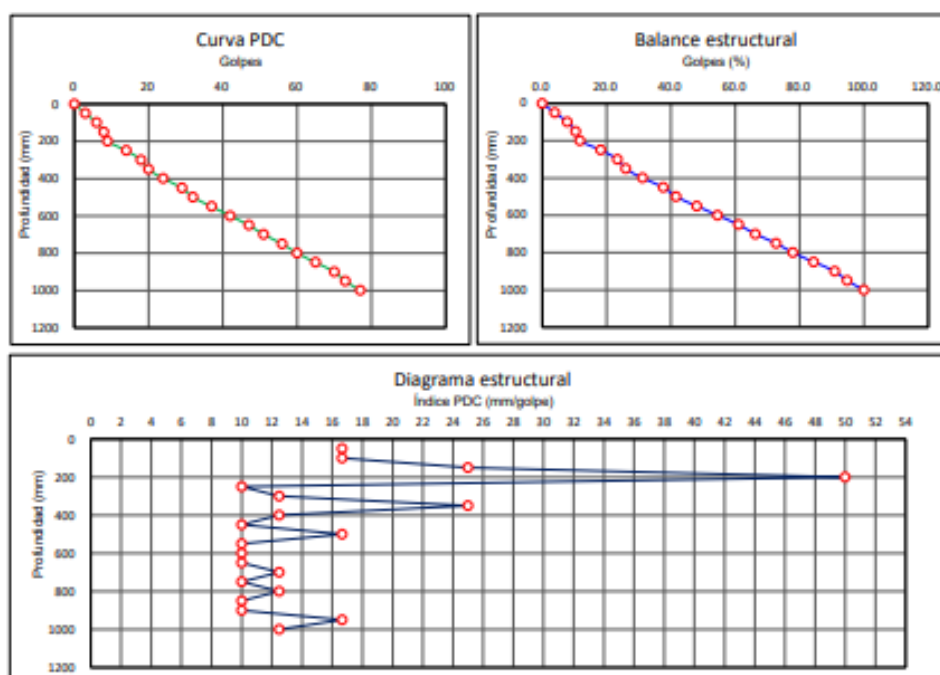 Curva PDC
Golpes
0 20 40 60 80 100
0
200
400
600
800
1000
1200
Profundidad (mm)
Balance estructural
Golpes (%)
0.0 20.0 40.0 60.0 80.0 100.0 120.0
0
200
400
600
800
1000
1200
Profundidad (mm)
Diagrama estructural
Índice PDC (mm/golpe)
0 2 4 6 8 10 12 14 16 18 20 22 24 26 28 30 32 34 36 38 40 42 44 46 48 50 52 54
0
200
400
600
800
1000
1200
Profundidad (mm)